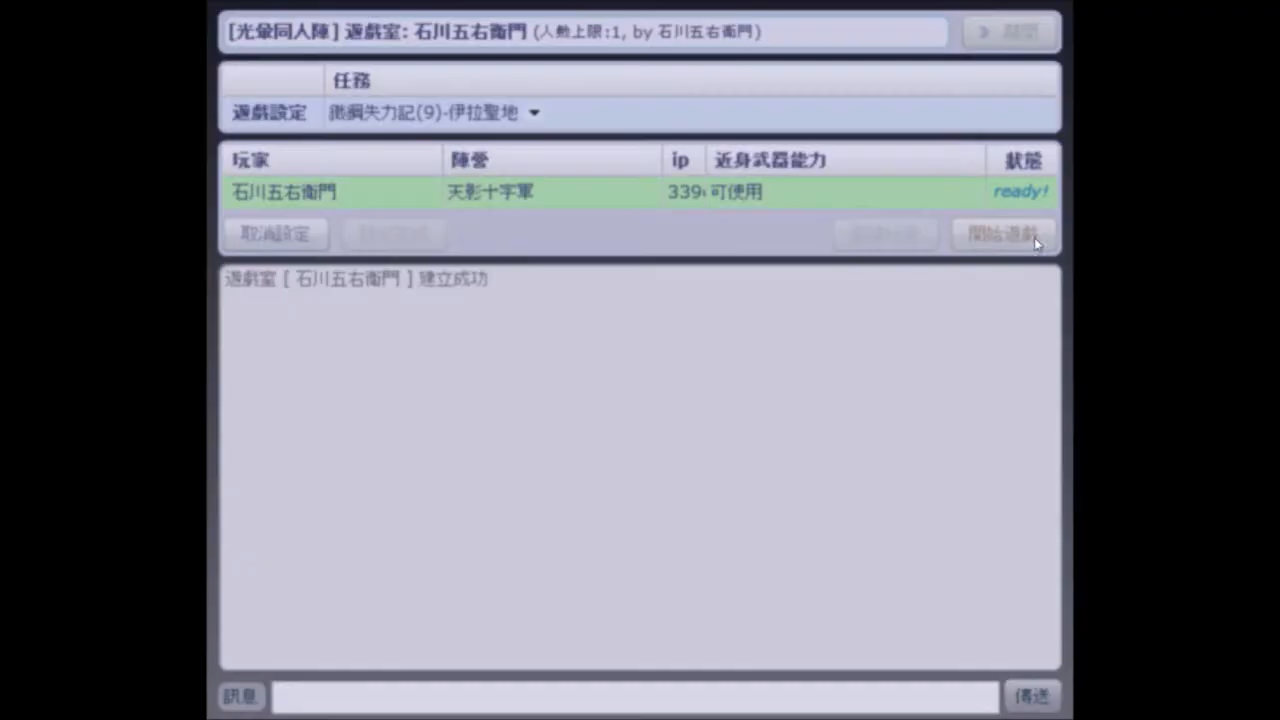 [光暈同人陣] 遊戲室: 石川五右衛門 (人數上限:1, by 石川五右衛門)
任務
遊戲設定 鐵鋼失力記(9)-伊拉聖地
玩家 陣營 ip 近身武器能力 狀態
石川五右衛門 天彰十字軍 339 可使用 ready!
取消設定 開始遊戲
遊戲室 [ 石川五右衛門 ] 建立成功
訊息 傳送